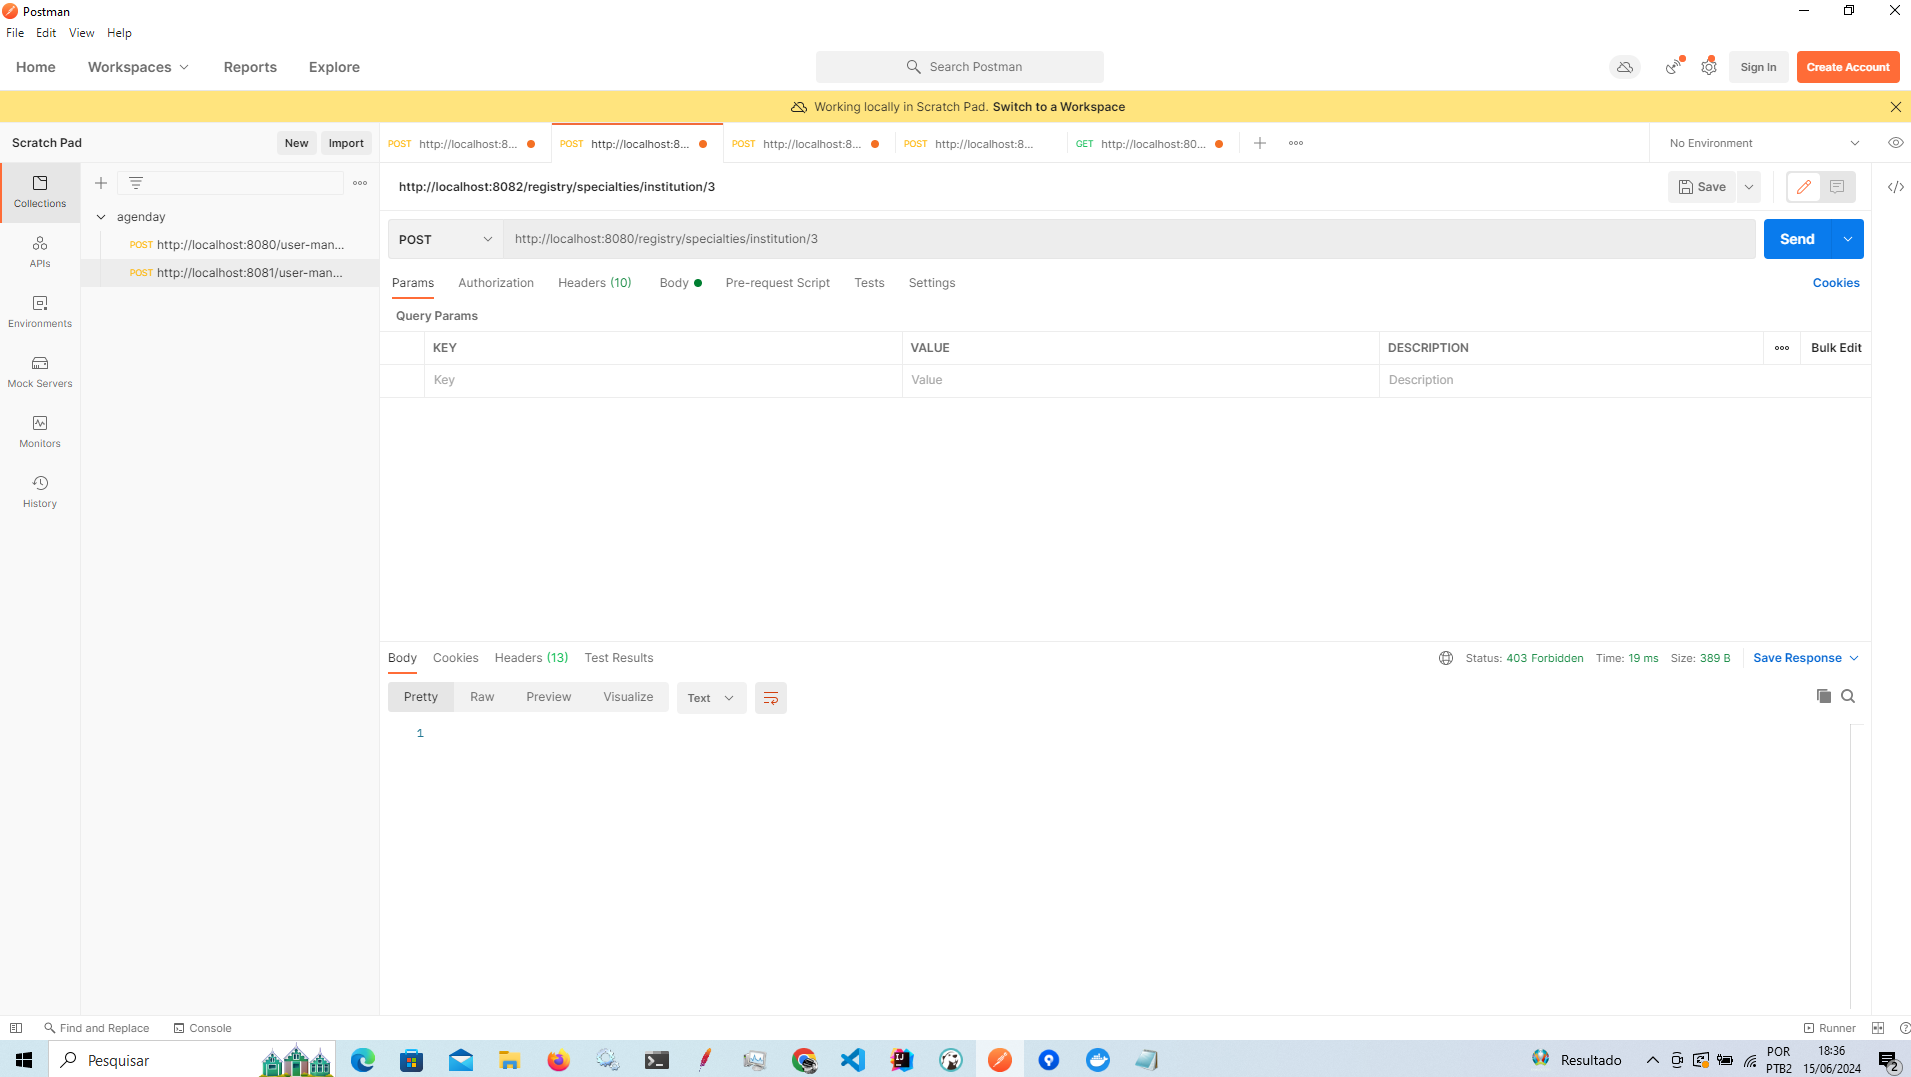 Postman
File Edit View Help
Home Workspaces Reports Explore Search Postman Sign In Create Account
Working locally in Scratch Pad. Switch to a Workspace
Scratch Pad New Import
POST http://localhost:8... POST http://localhost:8... POST http://localhost:8... POST http://localhost:8... GET http://localhost:80... No Environment
Collections
APIs
Environments
Mock Servers
Monitors
History
agenday
POST http://localhost:8080/user-man...
POST http://localhost:8081/user-man...
http://localhost:8082/registry/specialties/institution/3 Save
POST http://localhost:8080/registry/specialties/institution/3 Send
Params Authorization Headers (10) Body Pre-request Script Tests Settings Cookies
Query Params
KEY VALUE DESCRIPTION Bulk Edit
Key Value Description
Body Cookies Headers (13) Test Results Status: 403 Forbidden Time: 19 ms Size: 389 B Save Response
Pretty Raw Preview Visualize Text
1
Find and Replace Console Runner
Pesquisar Resultado POR PTB2 18:36 15/06/2024 2